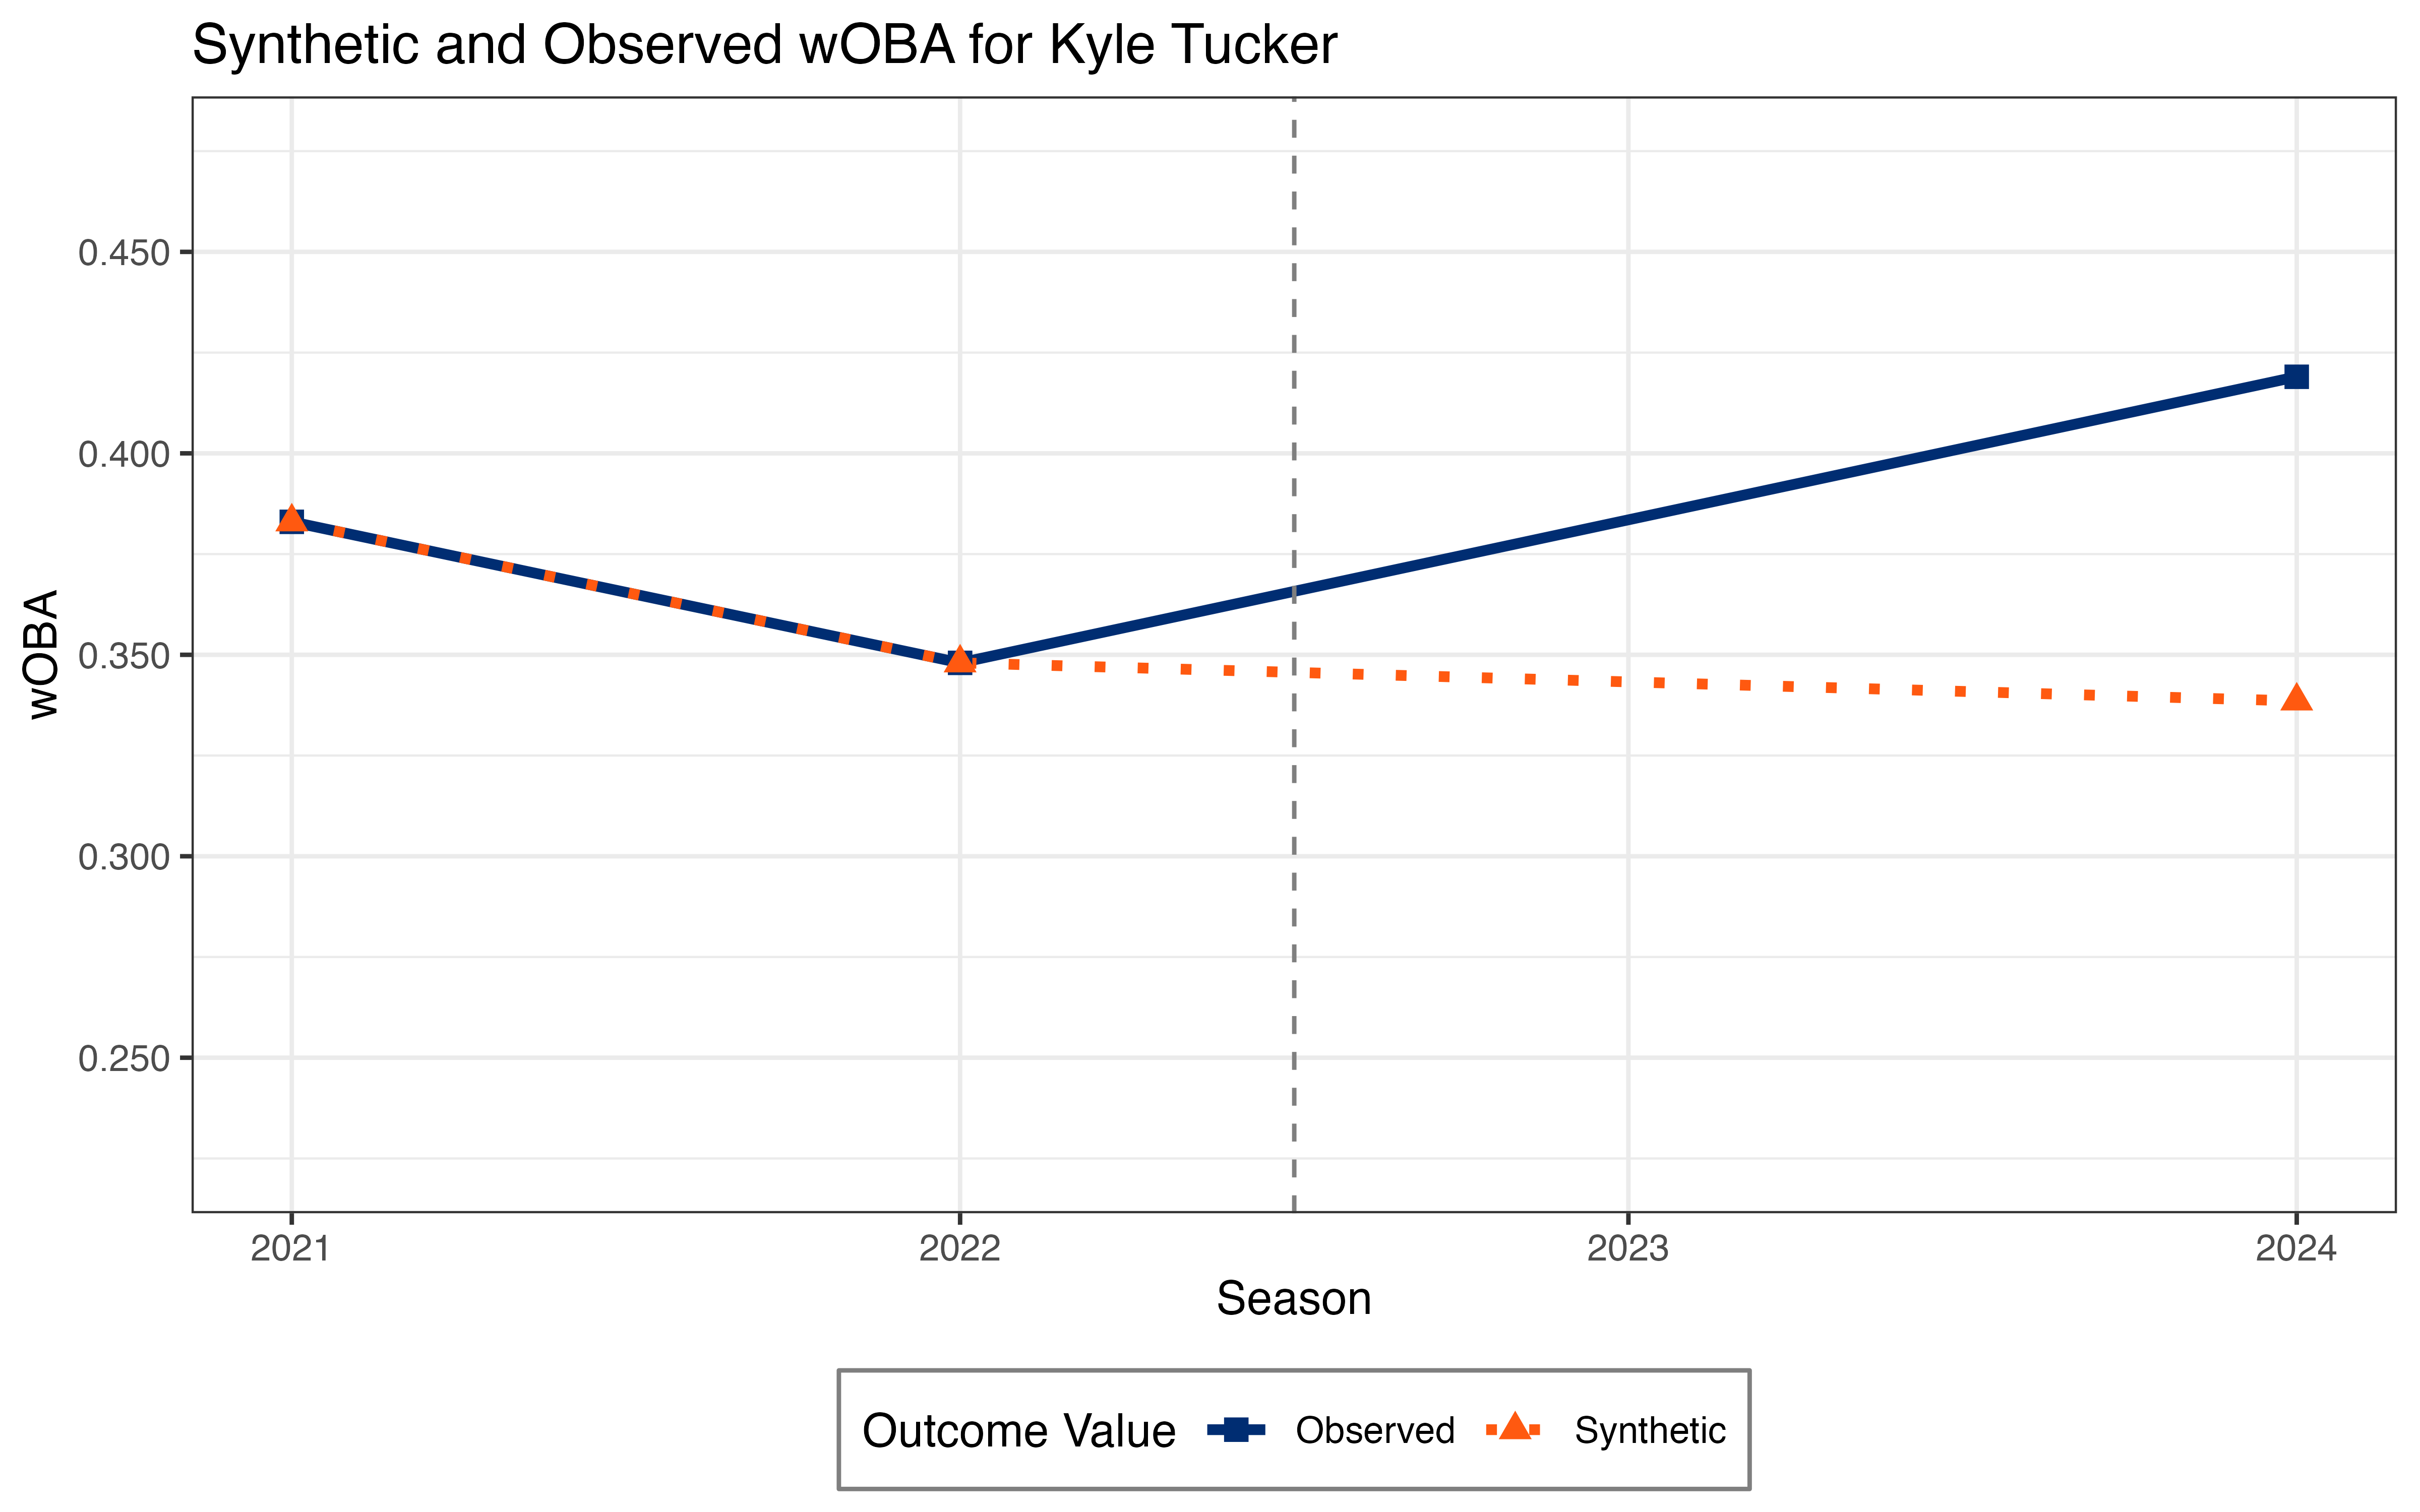 Synthetic and Observed wOBA for Kyle Tucker
wOBA
0.450
0.400
0.350
0.300
0.250
2021 2022 2023 2024
Season
Outcome Value Observed Synthetic